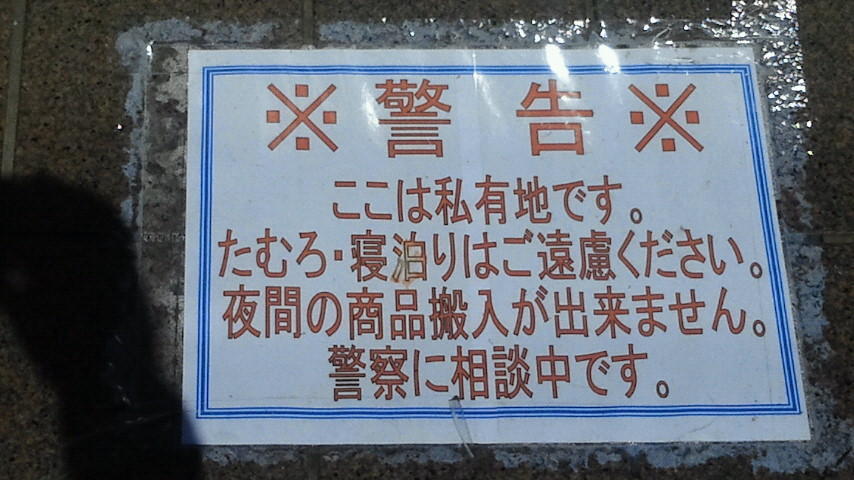 ※警告※
ここは私有地です。
たむろ・寝泊りはご遠慮ください。
夜間の商品搬入が出来ません。
警察に相談中です。